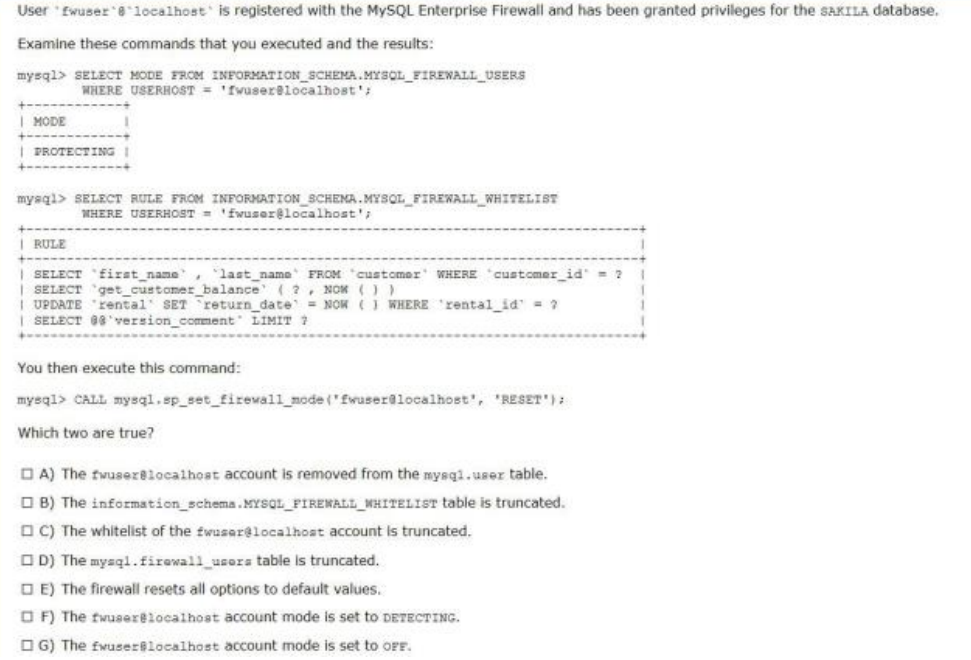 User `fwuser`@`localhost` is registered with the MySQL Enterprise Firewall and has been granted privileges for the SAKILA database.
Examine these commands that you executed and the results:
mysql> SELECT MODE FROM INFORMATION_SCHEMA.MYSQL_FIREWALL_USERS
WHERE USERHOST = 'fwuser@localhost';
+------------+
| MODE |
+------------+
| PROTECTING |
+------------+
mysql> SELECT RULE FROM INFORMATION_SCHEMA.MYSQL_FIREWALL_WHITELIST
WHERE USERHOST = 'fwuser@localhost';
+----------------------------------------------------------------------------+
| RULE |
+----------------------------------------------------------------------------+
| SELECT `first_name` , `last_name` FROM `customer` WHERE `customer_id` = ? |
| SELECT `get_customer_balance` ( ? , NOW ( ) ) |
| UPDATE `rental` SET `return_date` = NOW ( ) WHERE `rental_id` = ? |
| SELECT @@`version_comment` LIMIT ? |
+----------------------------------------------------------------------------+
You then execute this command:
mysql> CALL mysql.sp_set_firewall_mode('fwuser@localhost', 'RESET');
Which two are true?
☐ A) The fwuser@localhost account is removed from the mysql.user table.
☐ B) The information_schema.MYSQL_FIREWALL_WHITELIST table is truncated.
☐ C) The whitelist of the fwuser@localhost account is truncated.
☐ D) The mysql.firewall_users table is truncated.
☐ E) The firewall resets all options to default values.
☐ F) The fwuser@localhost account mode is set to DETECTING.
☐ G) The fwuser@localhost account mode is set to OFF.